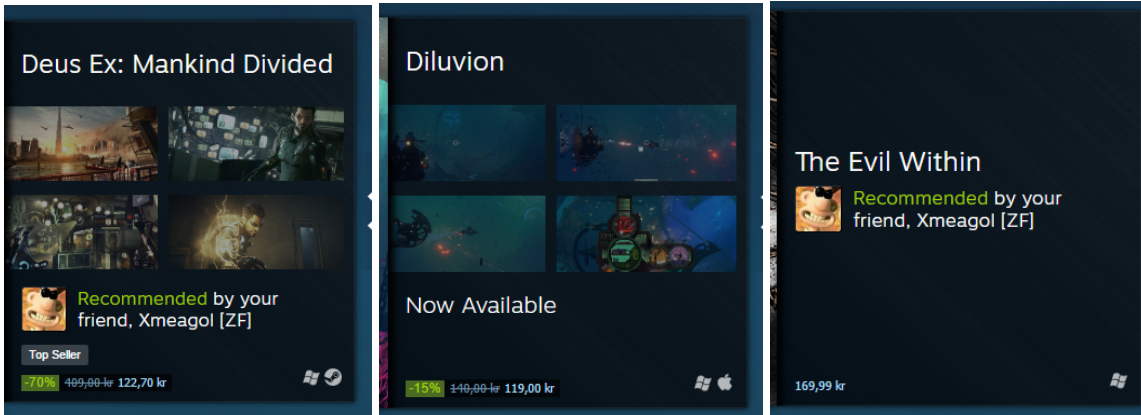 Deus Ex: Mankind Divided
Recommended by your
friend, Xmeagol [ZF]
Top Seller
-70% 409,00 kr 122,70 kr
Diluvion
Now Available
-15% 140,00 kr 119,00 kr
The Evil Within
Recommended by your
friend, Xmeagol [ZF]
169,99 kr